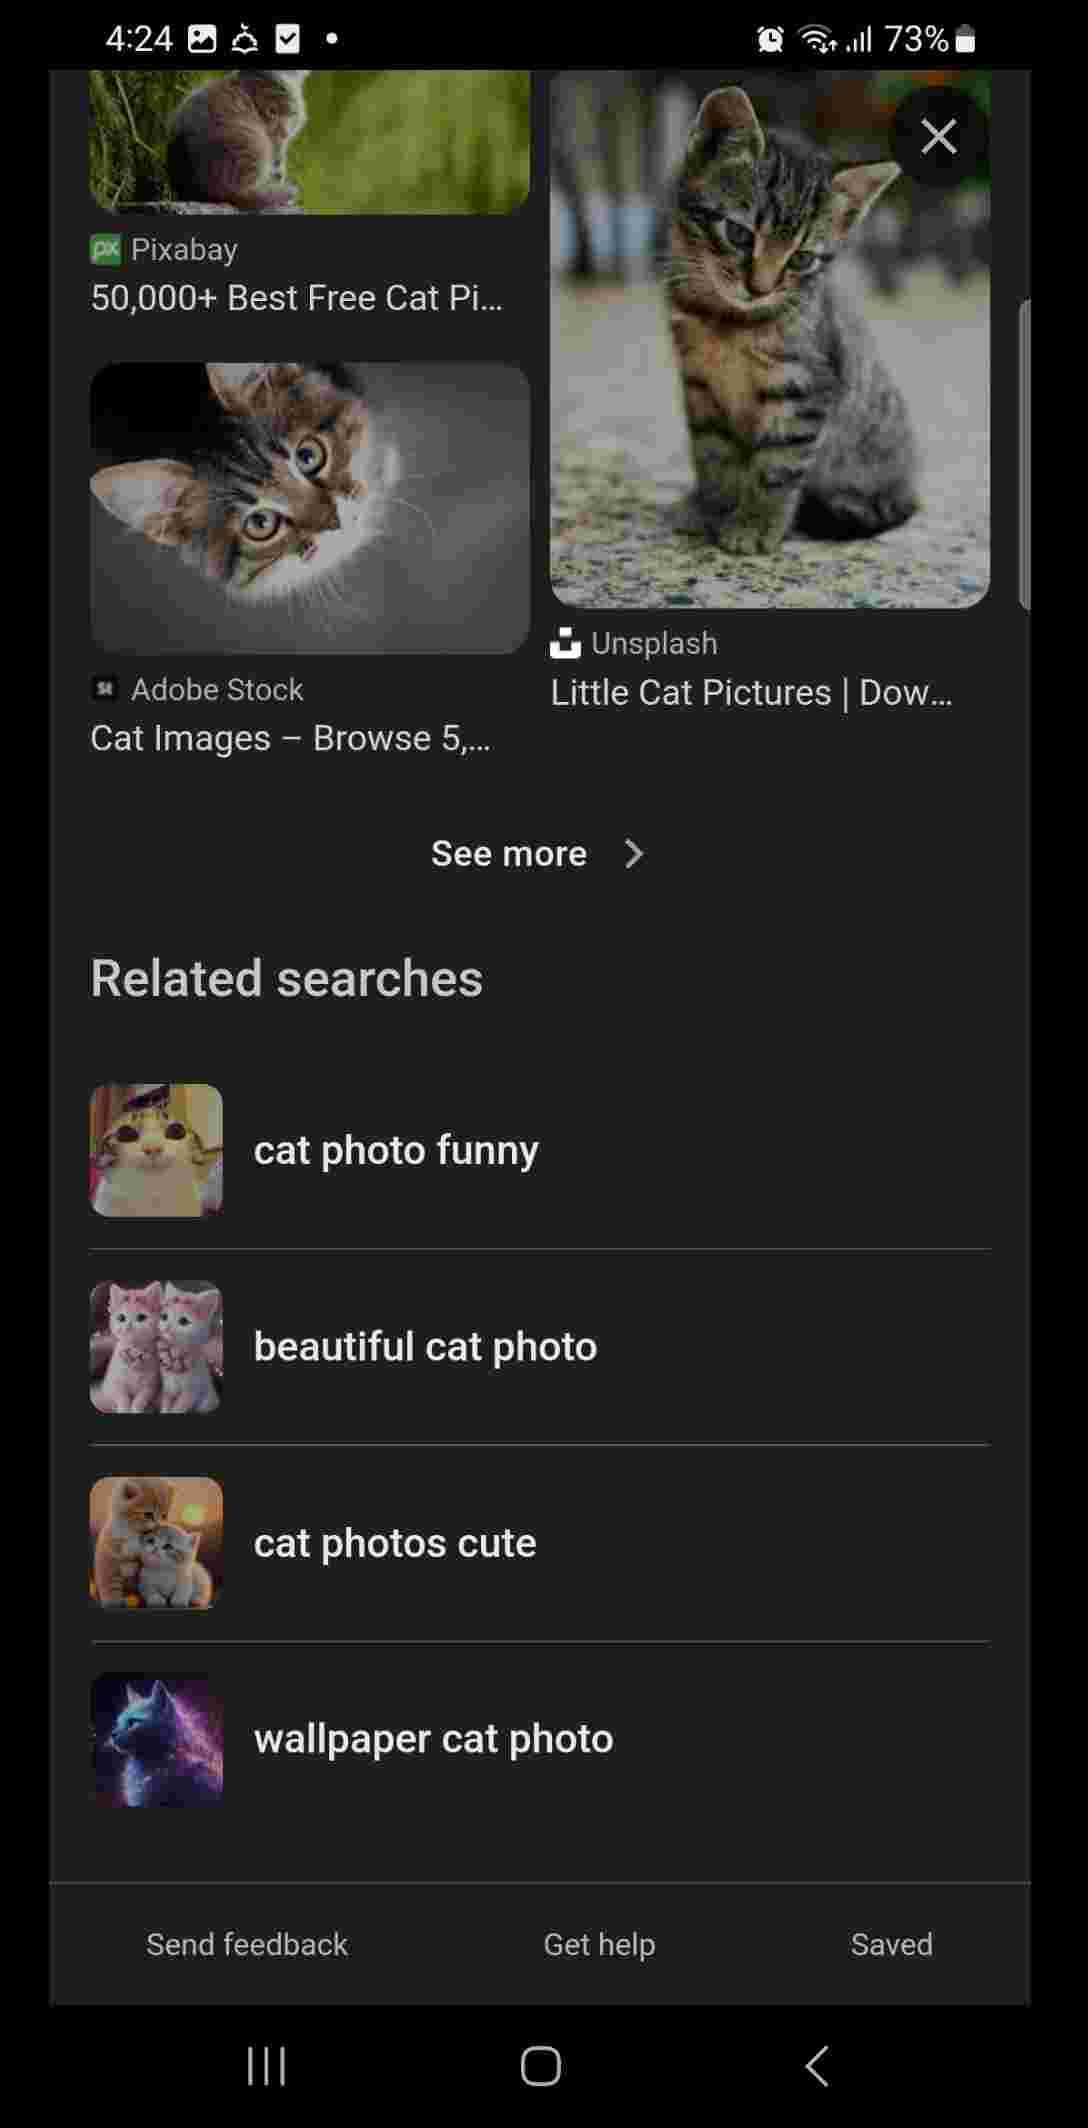 4:24
73%
px Pixabay
50,000+ Best Free Cat Pi...
St Adobe Stock
Cat Images – Browse 5,...
Unsplash
Little Cat Pictures | Dow...
See more
Related searches
cat photo funny
beautiful cat photo
cat photos cute
wallpaper cat photo
Send feedback Get help Saved